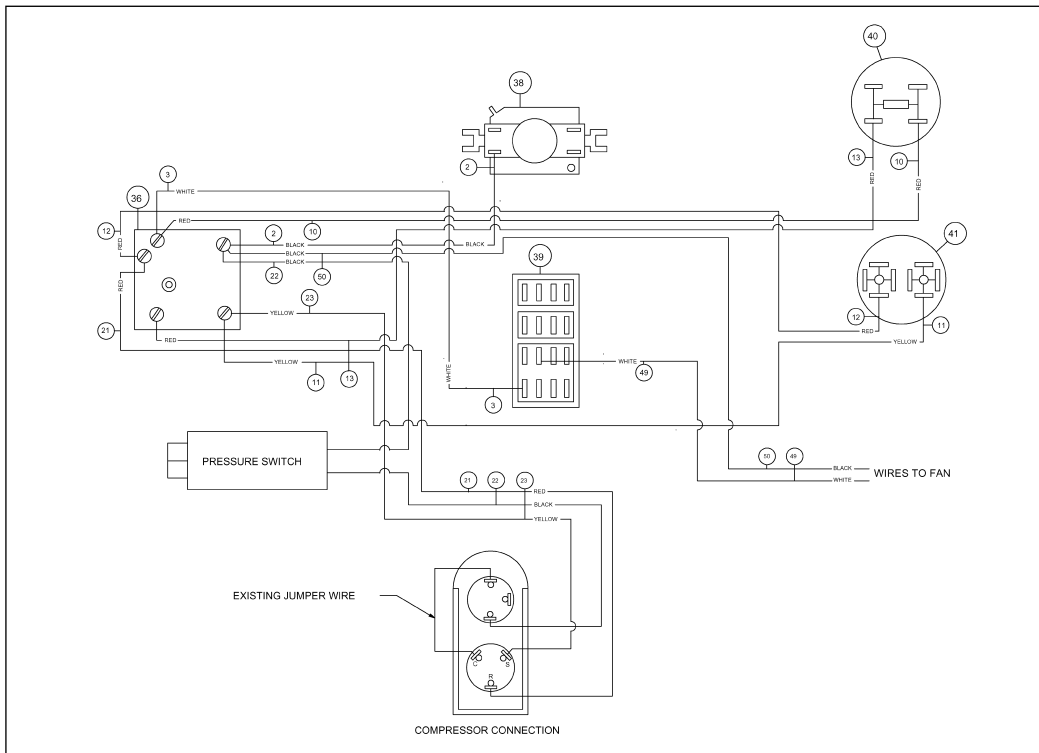 40
38
13
10
RED
RED
2
3
WHITE
36
12
RED
RED
10
2
BLACK
BLACK
BLACK
BLACK
22
50
39
41
RED
21
23
YELLOW
12
11
RED
YELLOW
13
YELLOW
11
WHITE
WHITE
49
3
PRESSURE SWITCH
50
49
BLACK
WHITE
WIRES TO FAN
21
22
23
RED
BLACK
YELLOW
EXISTING JUMPER WIRE
C
S
R
COMPRESSOR CONNECTION